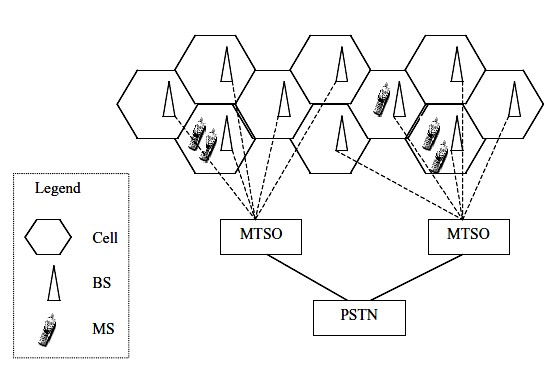 MTSO MTSO
PSTN
Legend
Cell
BS
MS